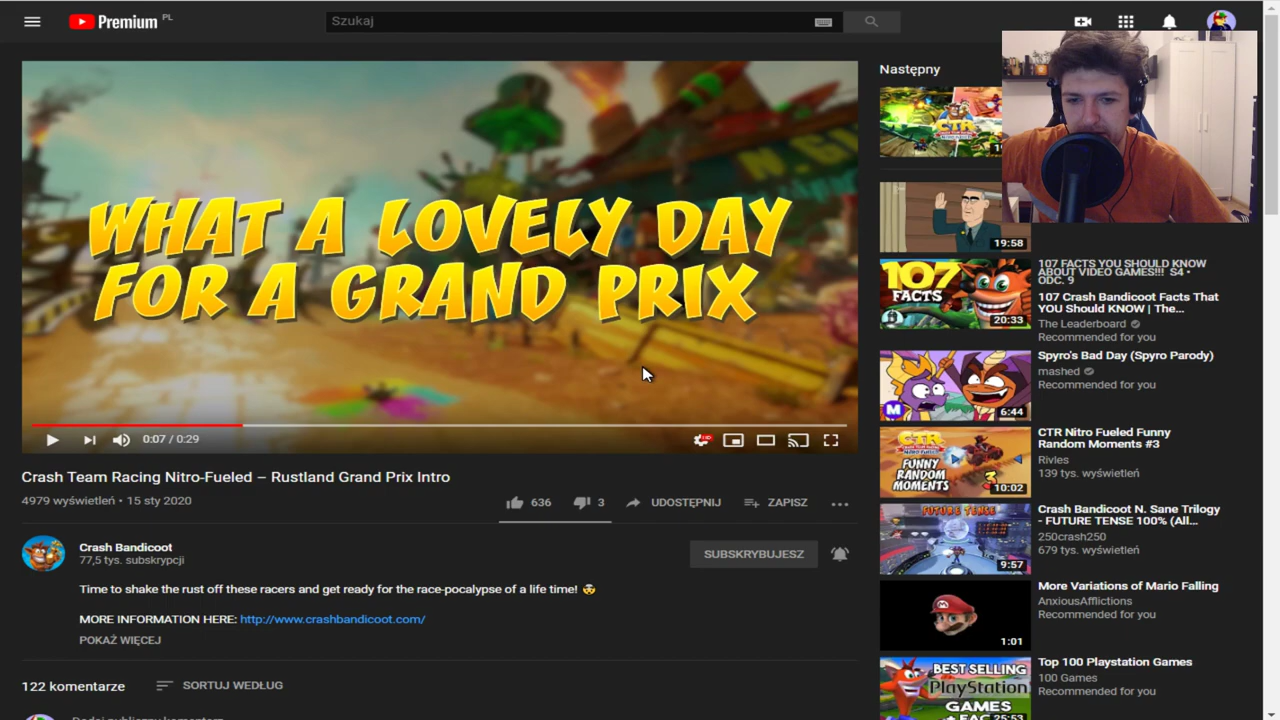 Premium PL
Szukaj
WHAT A LOVELY DAY
FOR A GRAND PRIX
0:07 / 0:29
Crash Team Racing Nitro-Fueled – Rustland Grand Prix Intro
4979 wyświetleń • 15 sty 2020
636
3
UDOSTĘPNIJ
ZAPISZ
Crash Bandicoot
77,5 tys. subskrypcji
SUBSKRYBUJESZ
Time to shake the rust off these racers and get ready for the race-pocalypse of a life time!
MORE INFORMATION HERE: http://www.crashbandicoot.com/
POKAŻ WIĘCEJ
122 komentarze
SORTUJ WEDŁUG
Dodaj publiczny komentarz
Następny
CTR
19:58
107
FACTS
20:33
107 FACTS YOU SHOULD KNOW
ABOUT VIDEO GAMES!!! S4 •
ODC. 9
107 Crash Bandicoot Facts That
YOU Should KNOW | The...
The Leaderboard
Recommended for you
M
6:44
Spyro's Bad Day (Spyro Parody)
mashed
Recommended for you
CTR
FUNNY
RANDOM
MOMENTS
3
10:02
CTR Nitro Fueled Funny
Random Moments #3
Rivles
139 tys. wyświetleń
FUTURE TENSE
9:57
Crash Bandicoot N. Sane Trilogy
- FUTURE TENSE 100% (All...
250crash250
679 tys. wyświetleń
M
1:01
More Variations of Mario Falling
AnxiousAfflictions
Recommended for you
BEST SELLING
PlayStation
GAMES
25:53
Top 100 Playstation Games
100 Games
Recommended for you